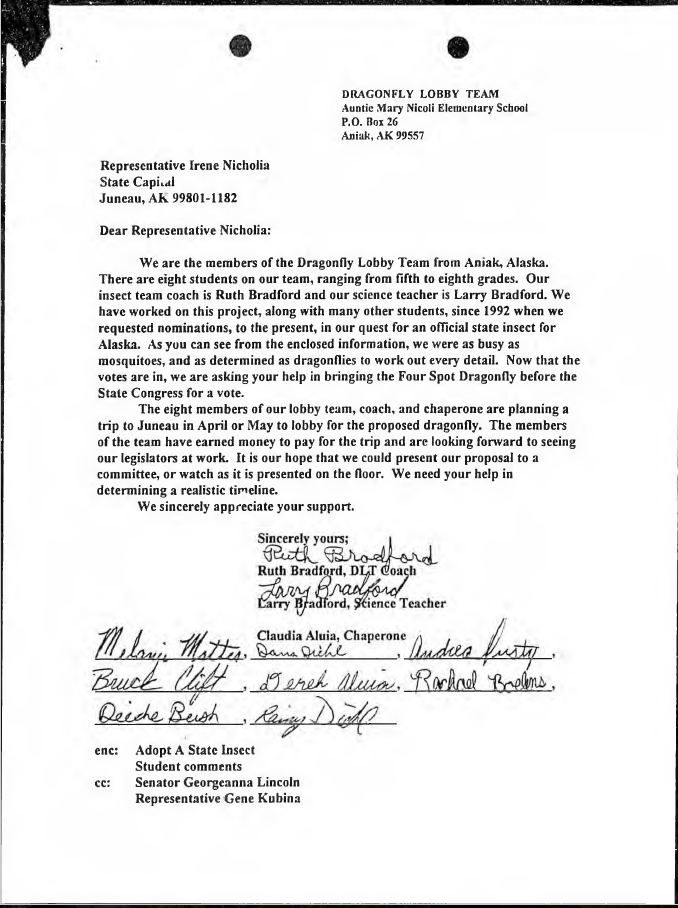 DRAGONFLY LOBBY TEAM
Auntie Mary Nicoli Elementary School
P.O. Box 26
Aniak, AK 99557
Representative Irene Nicholia
State Capital
Juneau, AK 99801-1182
Dear Representative Nicholia:
We are the members of the Dragonfly Lobby Team from Aniak, Alaska.
There are eight students on our team, ranging from fifth to eighth grades. Our
insect team coach is Ruth Bradford and our science teacher is Larry Bradford. We
have worked on this project, along with many other students, since 1992 when we
requested nominations, to the present, in our quest for an official state insect for
Alaska. As you can see from the enclosed information, we were as busy as
mosquitoes, and as determined as dragonflies to work out every detail. Now that the
votes are in, we are asking your help in bringing the Four Spot Dragonfly before the
State Congress for a vote.
The eight members of our lobby team, coach, and chaperone are planning a
trip to Juneau in April or May to lobby for the proposed dragonfly. The members
of the team have earned money to pay for the trip and are looking forward to seeing
our legislators at work. It is our hope that we could present our proposal to a
committee, or watch as it is presented on the floor. We need your help in
determining a realistic timeline.
We sincerely appreciate your support.
Sincerely yours;
Ruth Bradford
Ruth Bradford, DLT Coach
Larry Bradford
Larry Bradford, Science Teacher
Claudia Aluia, Chaperone
Melanie , Dana Diehl , Andrea ,
Clift , Derek Aluia, ,
, Diehl
enc: Adopt A State Insect
Student comments
cc: Senator Georgeanna Lincoln
Representative Gene Kubina